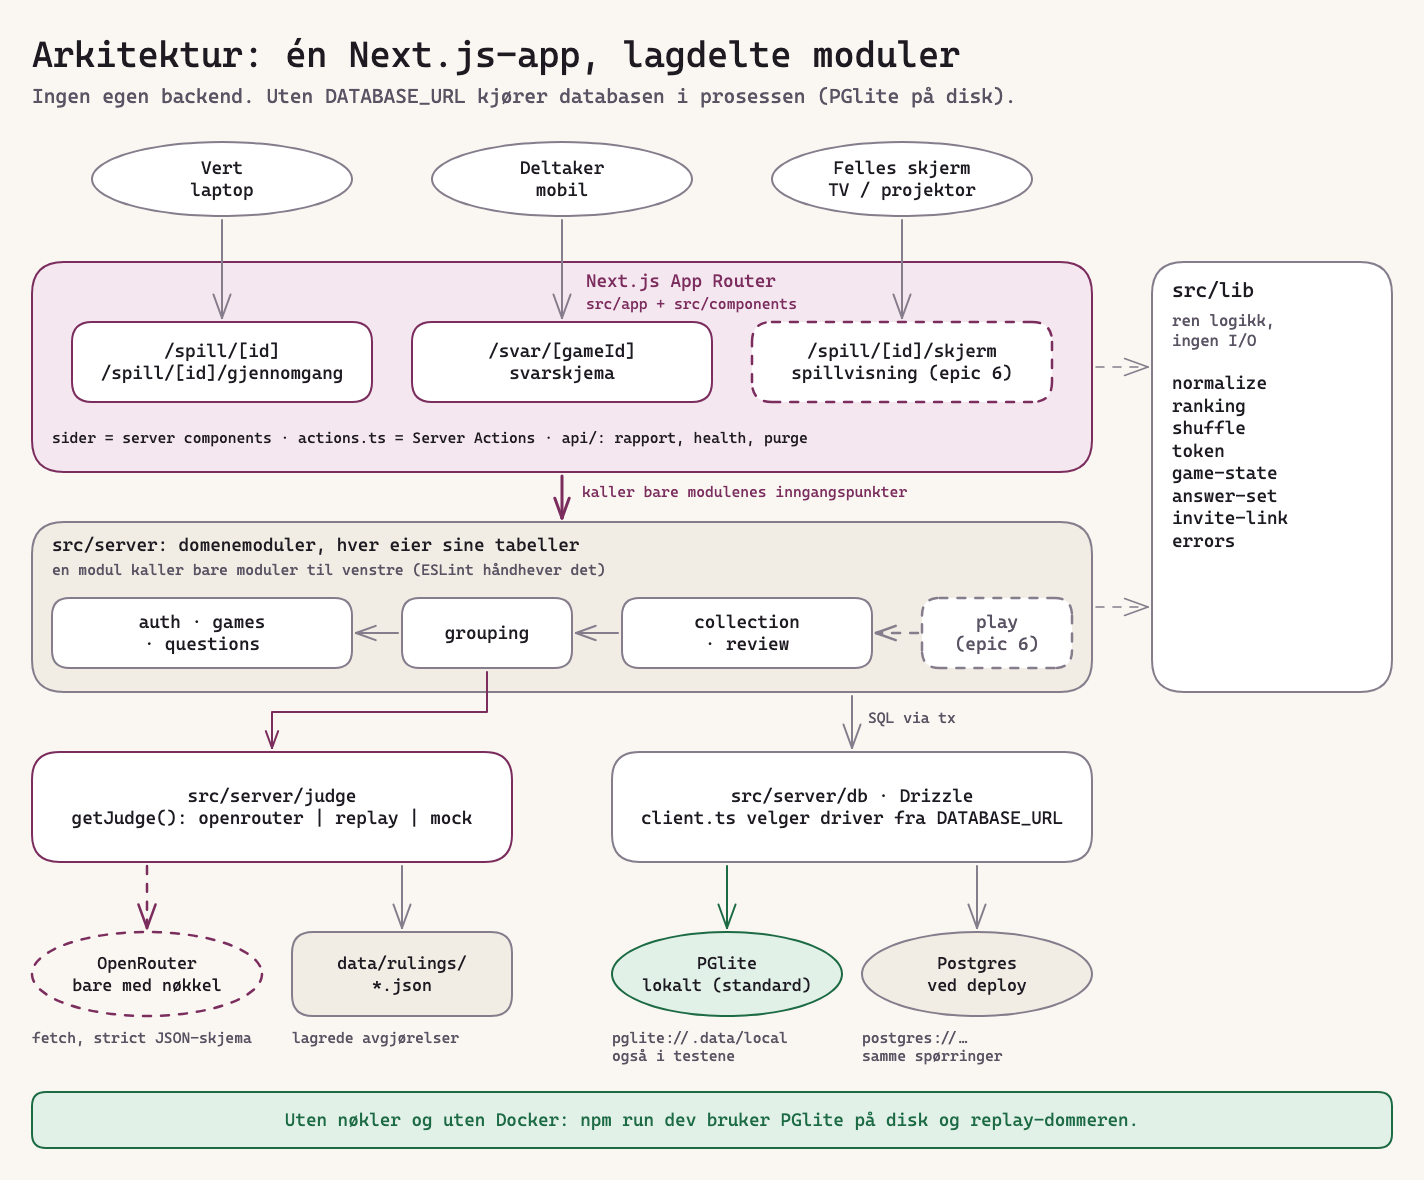 Arkitektur: én Next.js-app, lagdelte moduler
Ingen egen backend. Uten DATABASE_URL kjører databasen i prosessen (PGlite på disk).
Vert
laptop
Deltaker
mobil
Felles skjerm
TV / projektor
Next.js App Router
src/app + src/components
/spill/[id]
/spill/[id]/gjennomgang
/svar/[gameId]
svarskjema
/spill/[id]/skjerm
spillvisning (epic 6)
sider = server components · actions.ts = Server Actions · api/: rapport, health, purge
src/lib
ren logikk,
ingen I/O
normalize
ranking
shuffle
token
game-state
answer-set
invite-link
errors
kaller bare modulenes inngangspunkter
src/server: domenemoduler, hver eier sine tabeller
en modul kaller bare moduler til venstre (ESLint håndhever det)
auth · games
· questions
grouping
collection
· review
play
(epic 6)
SQL via tx
src/server/judge
getJudge(): openrouter | replay | mock
src/server/db · Drizzle
client.ts velger driver fra DATABASE_URL
OpenRouter
bare med nøkkel
data/rulings/
*.json
PGlite
lokalt (standard)
Postgres
ved deploy
fetch, strict JSON-skjema
lagrede avgjørelser
pglite://.data/local
også i testene
postgres://…
samme spørringer
Uten nøkler og uten Docker: npm run dev bruker PGlite på disk og replay-dommeren.